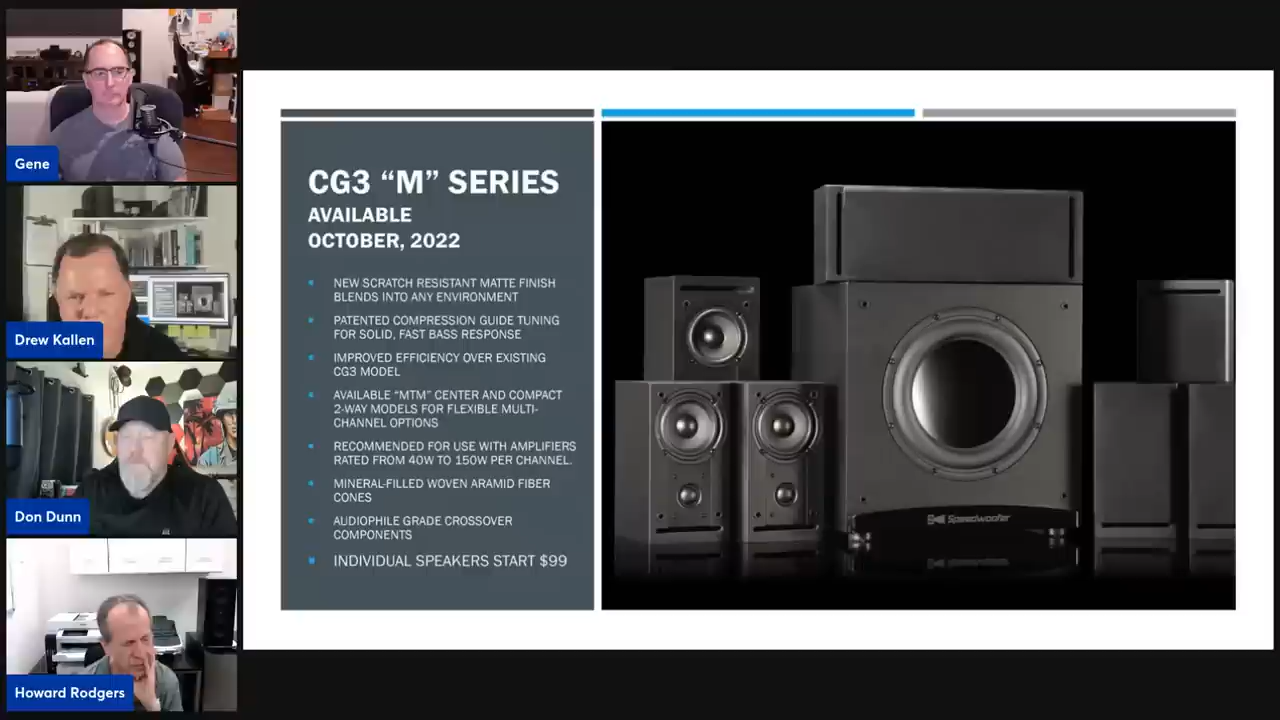 Gene
Drew Kallen
Don Dunn
Howard Rodgers
CG3 “M” SERIES
AVAILABLE
OCTOBER, 2022
NEW SCRATCH RESISTANT MATTE FINISH
BLENDS INTO ANY ENVIRONMENT
PATENTED COMPRESSION GUIDE TUNING
FOR SOLID, FAST BASS RESPONSE
IMPROVED EFFICIENCY OVER EXISTING
CG3 MODEL
AVAILABLE “MTM” CENTER AND COMPACT
2-WAY MODELS FOR FLEXIBLE MULTI-
CHANNEL OPTIONS
RECOMMENDED FOR USE WITH AMPLIFIERS
RATED FROM 40W TO 150W PER CHANNEL.
MINERAL-FILLED WOVEN ARAMID FIBER
CONES
AUDIOPHILE GRADE CROSSOVER
COMPONENTS
INDIVIDUAL SPEAKERS START $99
Speedwoofer